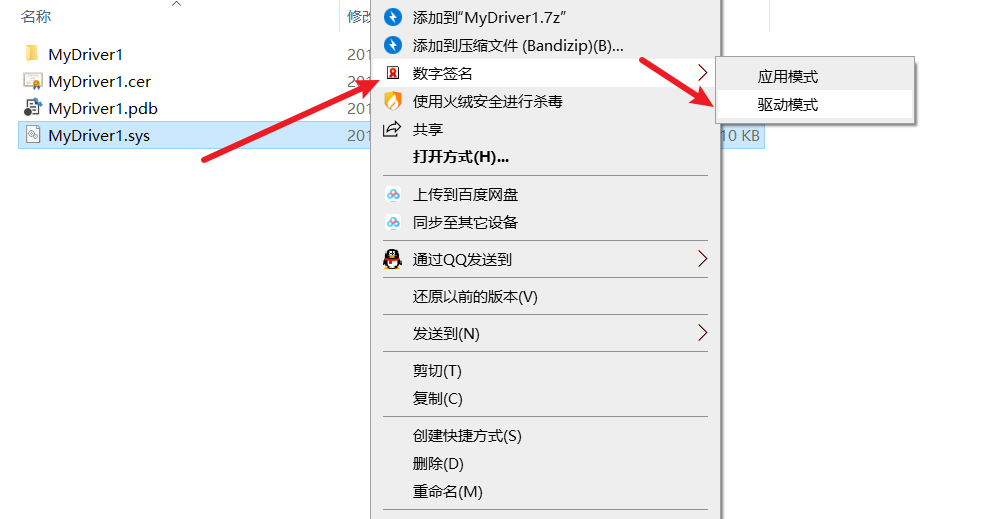 名称
修改
MyDriver1
201
MyDriver1.cer
201
MyDriver1.pdb
201
MyDriver1.sys
201
10 KB
添加到“MyDriver1.7z”
添加到压缩文件 (Bandizip)(B)...
数字签名
使用火绒安全进行杀毒
共享
打开方式(H)...
上传到百度网盘
同步至其它设备
通过QQ发送到
还原以前的版本(V)
发送到(N)
剪切(T)
复制(C)
创建快捷方式(S)
删除(D)
重命名(M)
应用模式
驱动模式